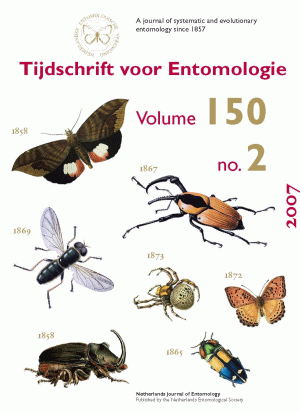 A journal of systematic and evolutionary
entomology since 1857
Tijdschrift voor Entomologie
Volume 150
no. 2
2007
1858
1867
1869
1873
1872
1858
1865
Netherlands Journal of Entomology
Published by the Netherlands Entomological Society